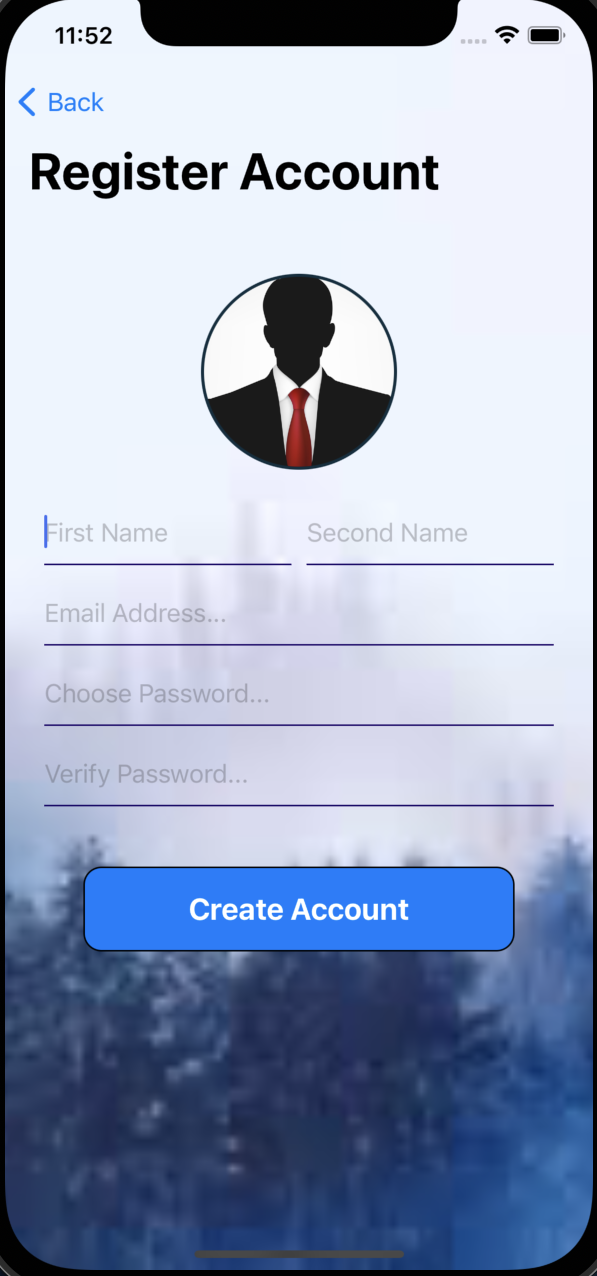 11:52
Back
Register Account
First Name Second Name
Email Address...
Choose Password...
Verify Password...
Create Account